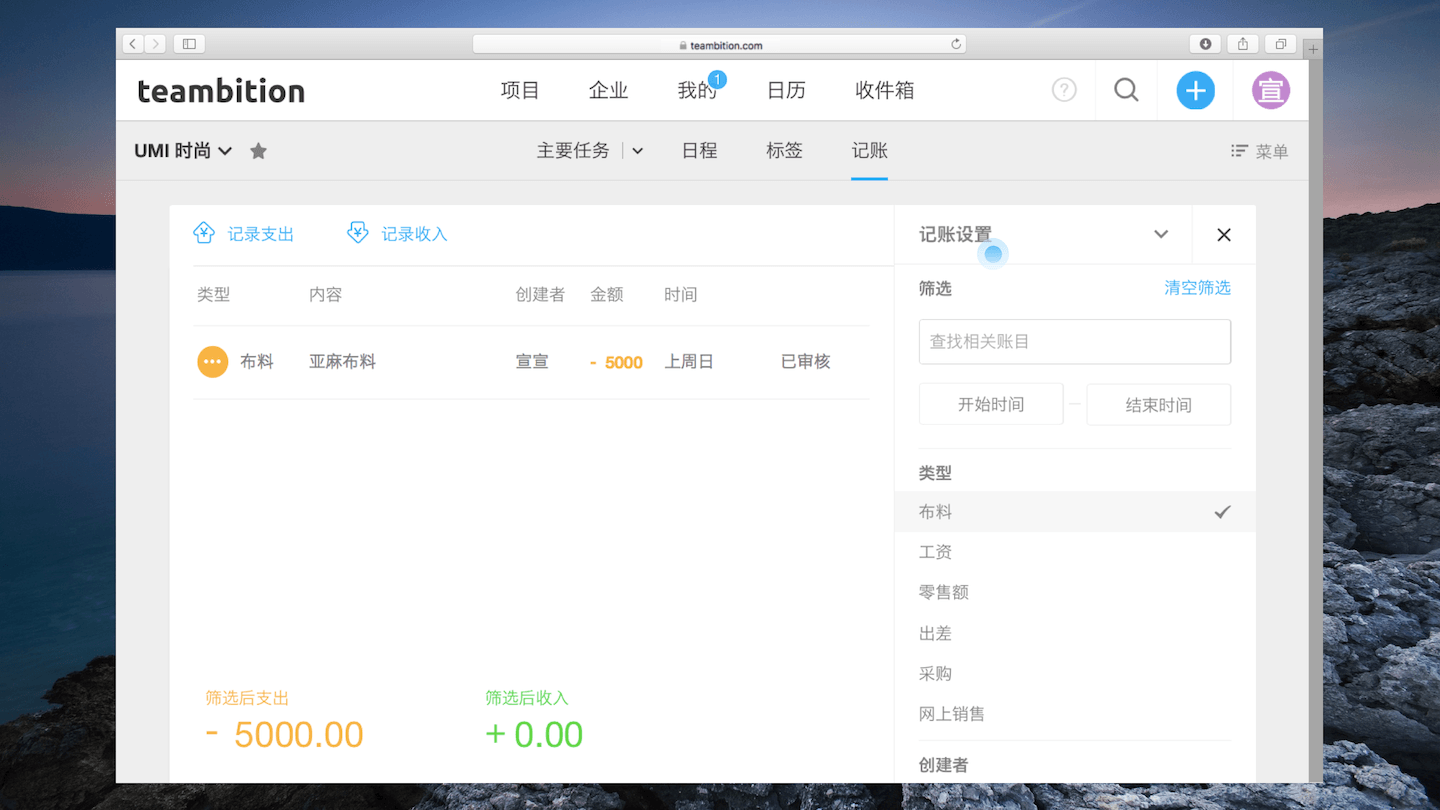 teambition.com
teambition
项目 企业 我的 1 日历 收件箱 ? 宣
UMI 时尚 主要任务 日程 标签 记账 菜单
记录支出 记录收入 记账设置
类型 内容 创建者 金额 时间
筛选 清空筛选
查找相关账目
布料 亚麻布料 宣宣 - 5000 上周日 已审核
开始时间 – 结束时间
类型
布料
工资
零售额
出差
采购
网上销售
创建者
筛选后支出 筛选后收入
- 5000.00 + 0.00